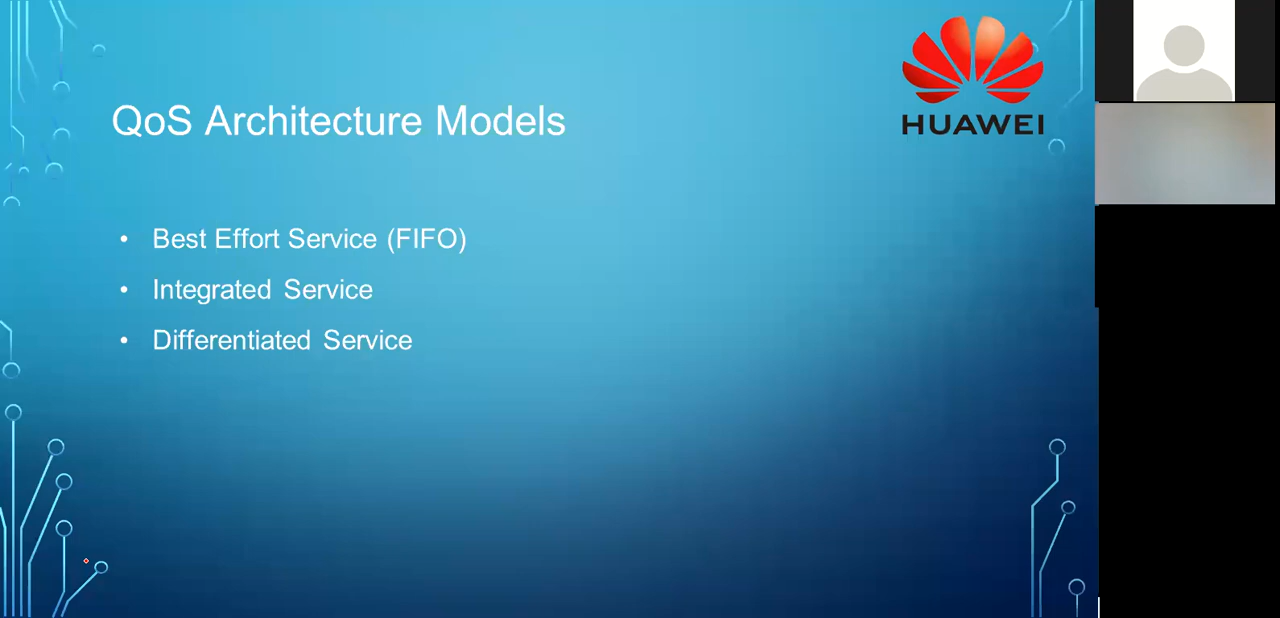 HUAWEI
QoS Architecture Models
• Best Effort Service (FIFO)
• Integrated Service
• Differentiated Service